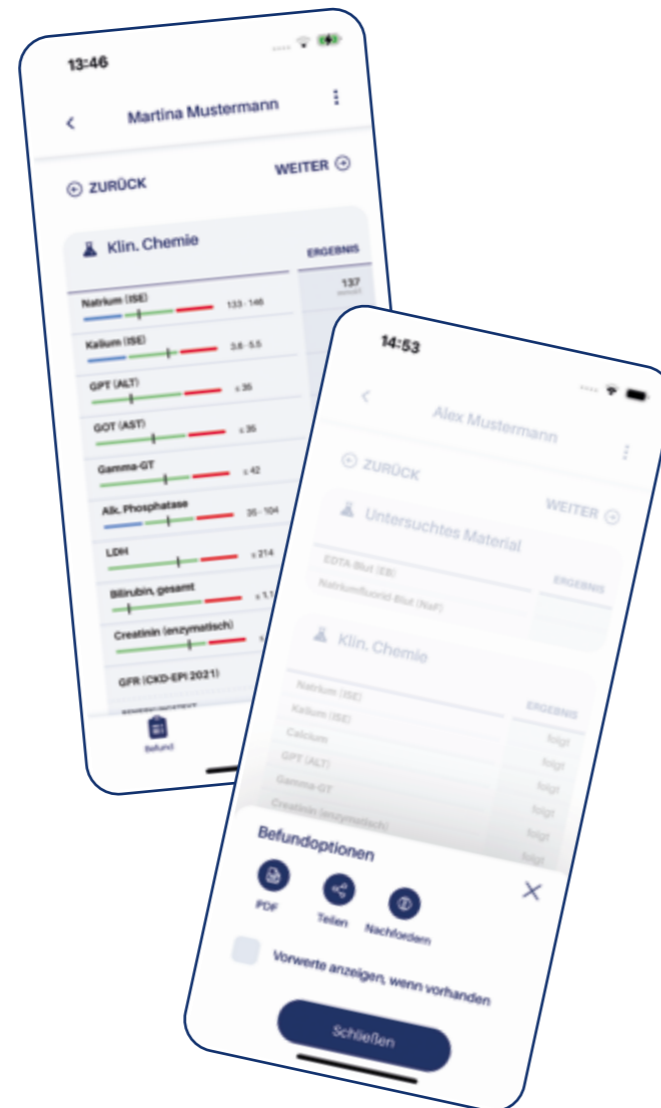 13:46
Martina Mustermann
ZURÜCK
WEITER
Klin. Chemie
ERGEBNIS
Natrium (ISE) 133 - 146 137
mmol/l
Kalium (ISE) 3.6 - 5.5
GPT (ALT) ≤ 35
GOT (AST) ≤ 35
Gamma-GT ≤ 42
Alk. Phosphatase 35 - 104
LDH ≤ 214
Bilirubin, gesamt ≤ 1,1
Creatinin (enzymatisch) ≤
GFR (CKD-EPI 2021)
Befund
14:53
Alex Mustermann
ZURÜCK
WEITER
Untersuchtes Material
ERGEBNIS
EDTA-Blut (EB)
Natriumfluorid-Blut (NaF)
Klin. Chemie
ERGEBNIS
Natrium (ISE) folgt
Kalium (ISE) folgt
Calcium folgt
GPT (ALT) folgt
Gamma-GT folgt
Creatinin (enzymatisch) folgt
Befundoptionen
PDF
Teilen
Nachfordern
Vorwerte anzeigen, wenn vorhanden
Schließen